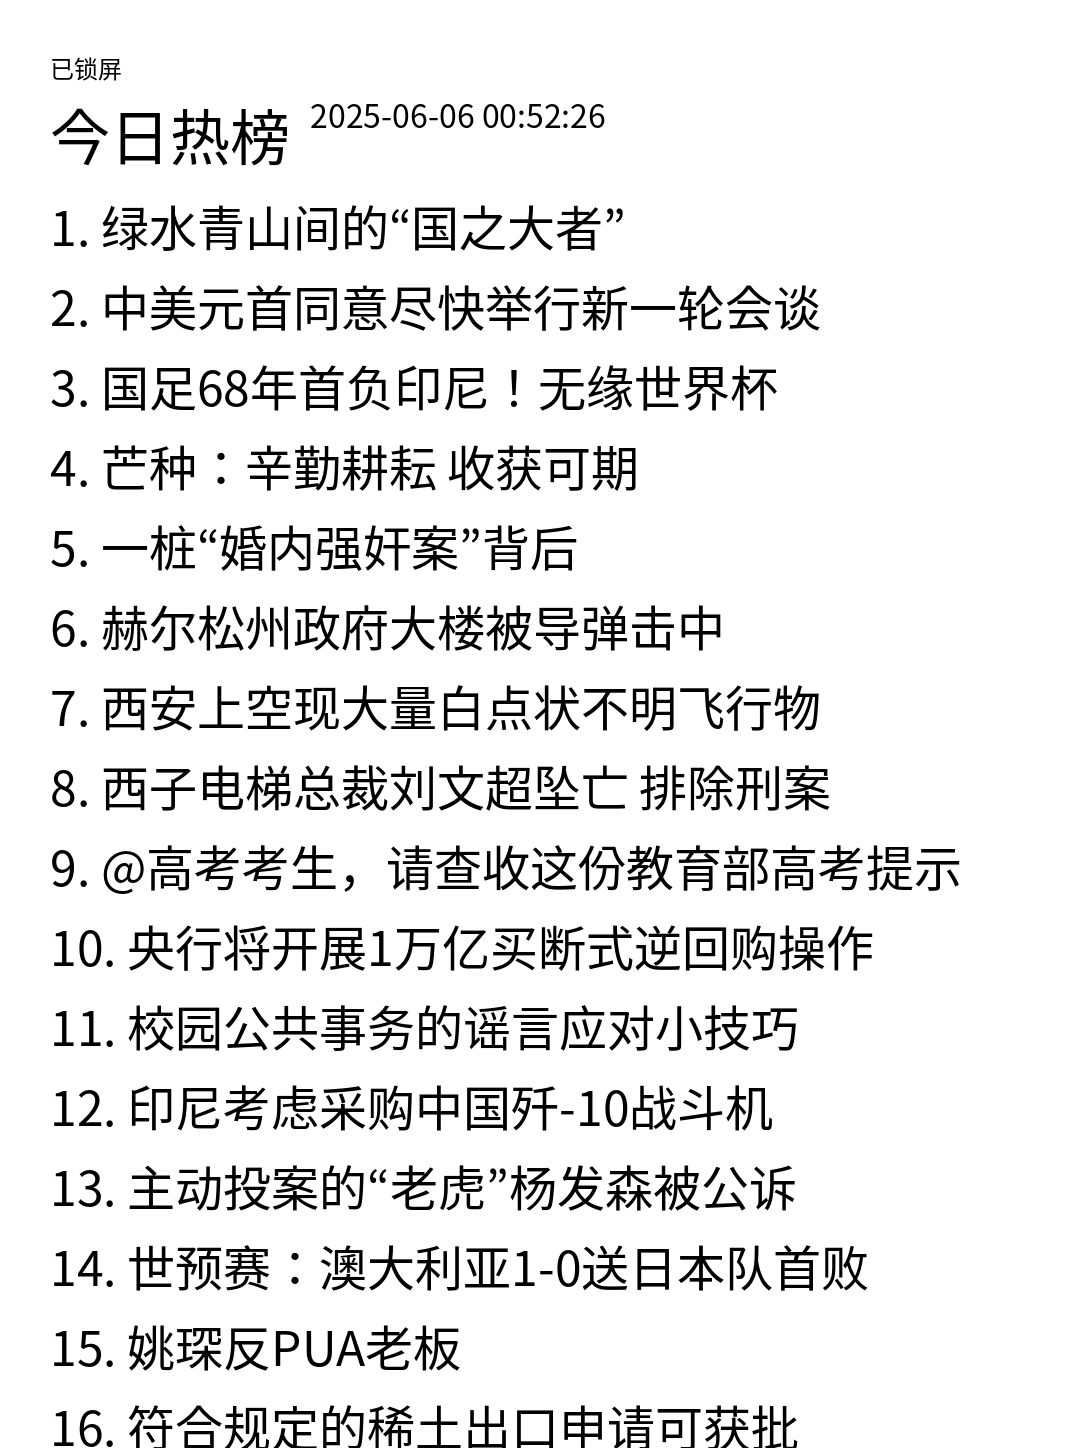 已锁屏
今日热榜 2025-06-06 00:52:26
1. 绿水青山间的“国之大者”
2. 中美元首同意尽快举行新一轮会谈
3. 国足68年首负印尼！无缘世界杯
4. 芒种：辛勤耕耘 收获可期
5. 一桩“婚内强奸案”背后
6. 赫尔松州政府大楼被导弹击中
7. 西安上空现大量白点状不明飞行物
8. 西子电梯总裁刘文超坠亡 排除刑案
9. @高考考生，请查收这份教育部高考提示
10. 央行将开展1万亿买断式逆回购操作
11. 校园公共事务的谣言应对小技巧
12. 印尼考虑采购中国歼-10战斗机
13. 主动投案的“老虎”杨发森被公诉
14. 世预赛：澳大利亚1-0送日本队首败
15. 姚琛反PUA老板
16. 符合规定的稀土出口申请可获批